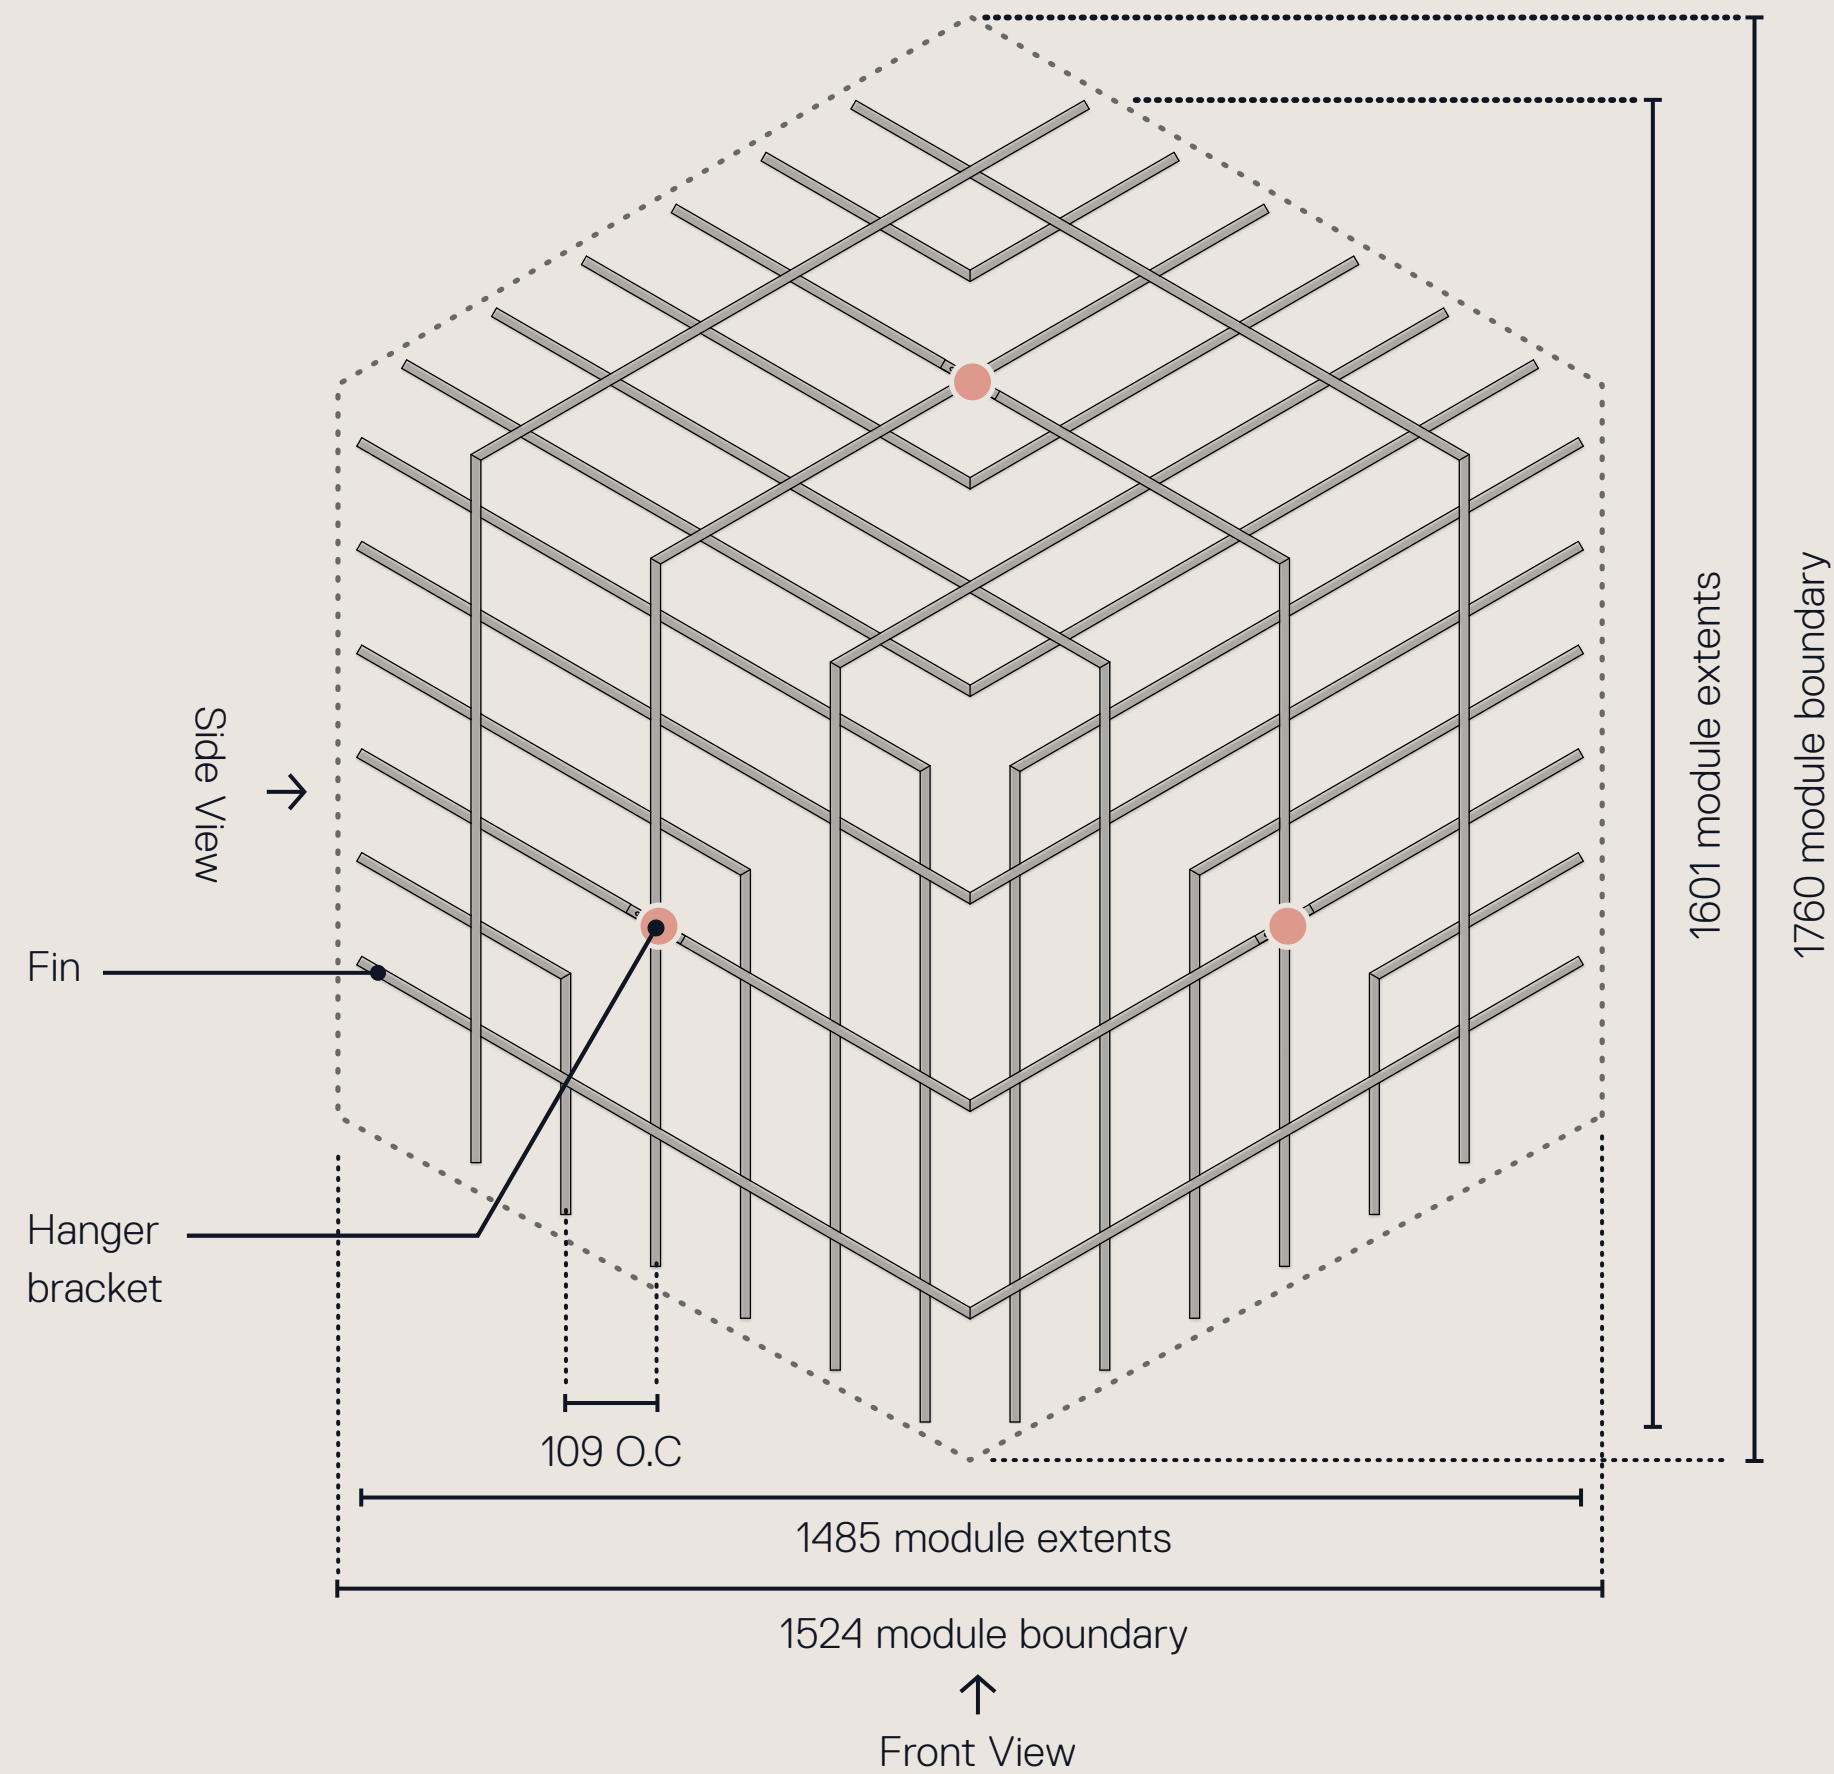 1601 module extents
1760 module boundary
Side View
Fin
Hanger
bracket
109 O.C
1485 module extents
1524 module boundary
Front View